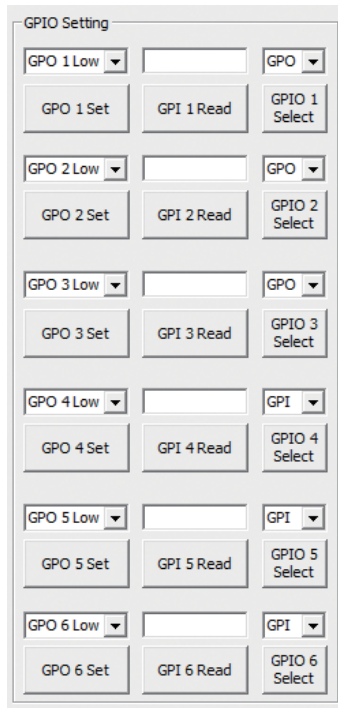 GPIO Setting
GPO 1 Low GPO
GPO 1 Set GPI 1 Read GPIO 1 Select
GPO 2 Low GPO
GPO 2 Set GPI 2 Read GPIO 2 Select
GPO 3 Low GPO
GPO 3 Set GPI 3 Read GPIO 3 Select
GPO 4 Low GPI
GPO 4 Set GPI 4 Read GPIO 4 Select
GPO 5 Low GPI
GPO 5 Set GPI 5 Read GPIO 5 Select
GPO 6 Low GPI
GPO 6 Set GPI 6 Read GPIO 6 Select